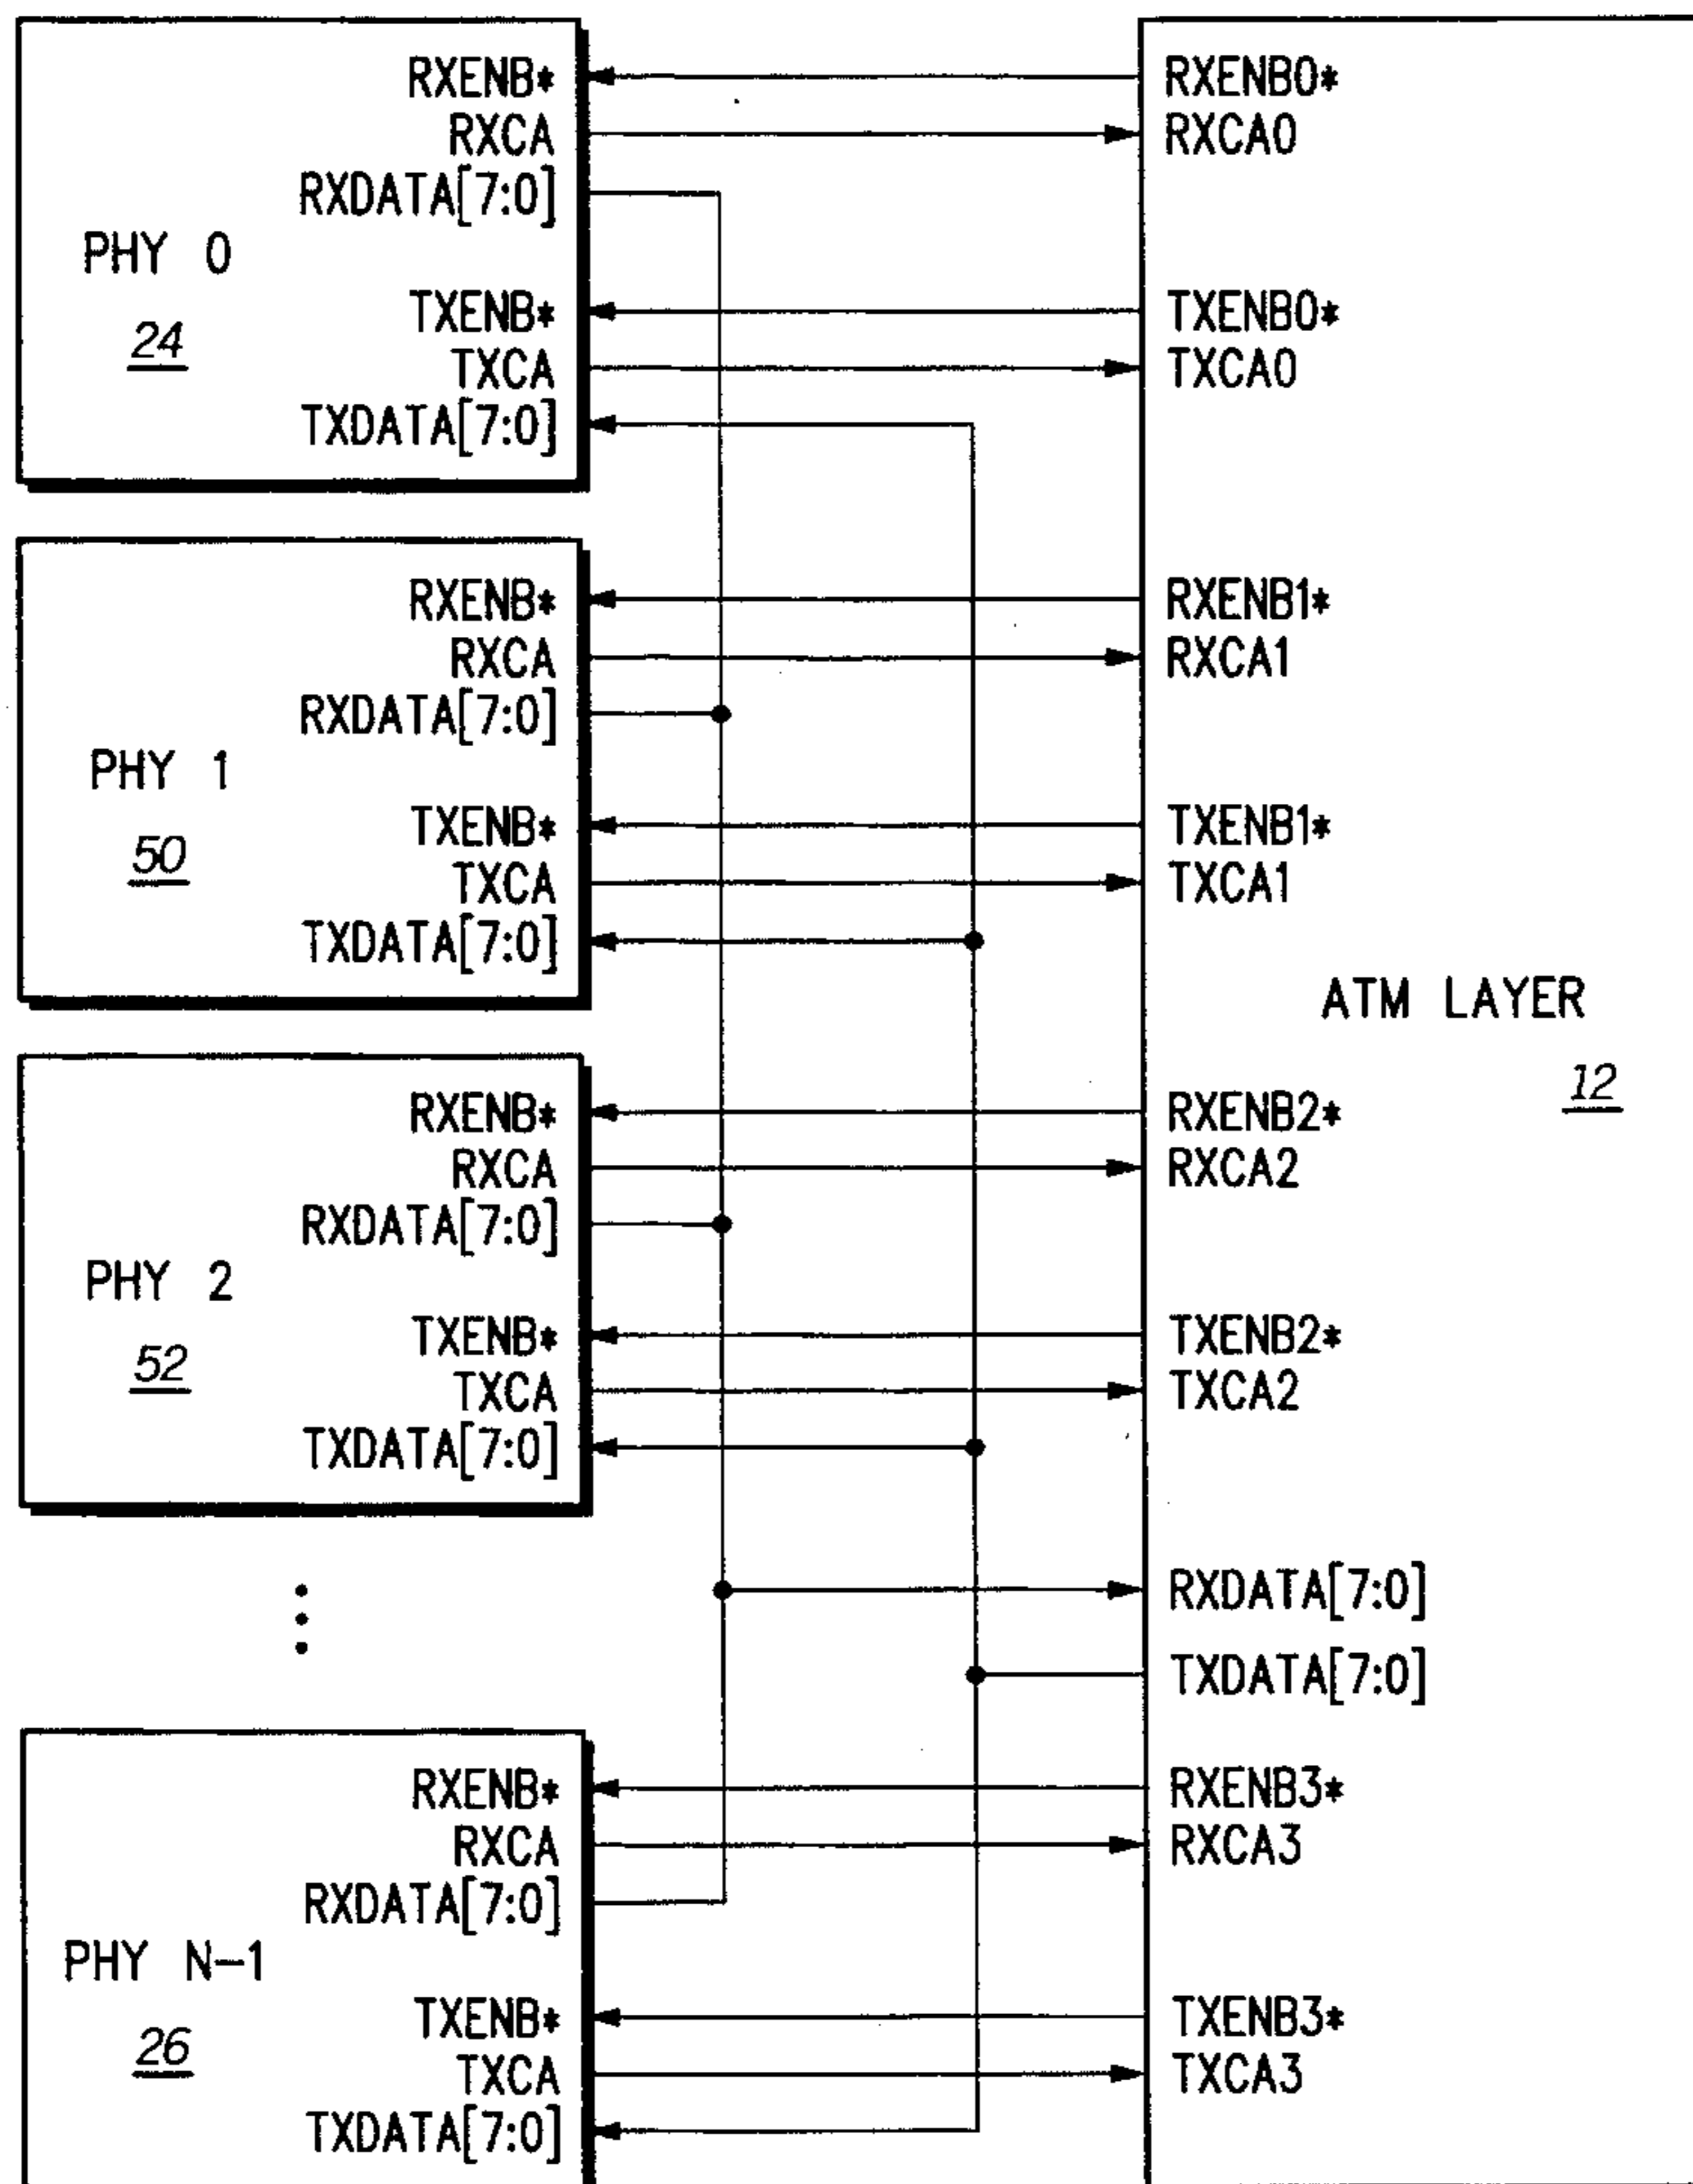 RXENB* RXENB0*
RXCA RXCA0
RXDATA[7:0]
PHY 0
TXENB* TXENB0*
24
TXCA TXCA0
TXDATA[7:0]
RXENB* RXENB1*
RXCA RXCA1
RXDATA[7:0]
PHY 1
TXENB* TXENB1*
50
TXCA TXCA1
TXDATA[7:0]
ATM LAYER
12
RXENB* RXENB2*
RXCA RXCA2
RXDATA[7:0]
PHY 2
TXENB* TXENB2*
52
TXCA TXCA2
TXDATA[7:0]
RXDATA[7:0]
TXDATA[7:0]
RXENB* RXENB3*
RXCA RXCA3
RXDATA[7:0]
PHY N-1
TXENB* TXENB3*
26
TXCA TXCA3
TXDATA[7:0]